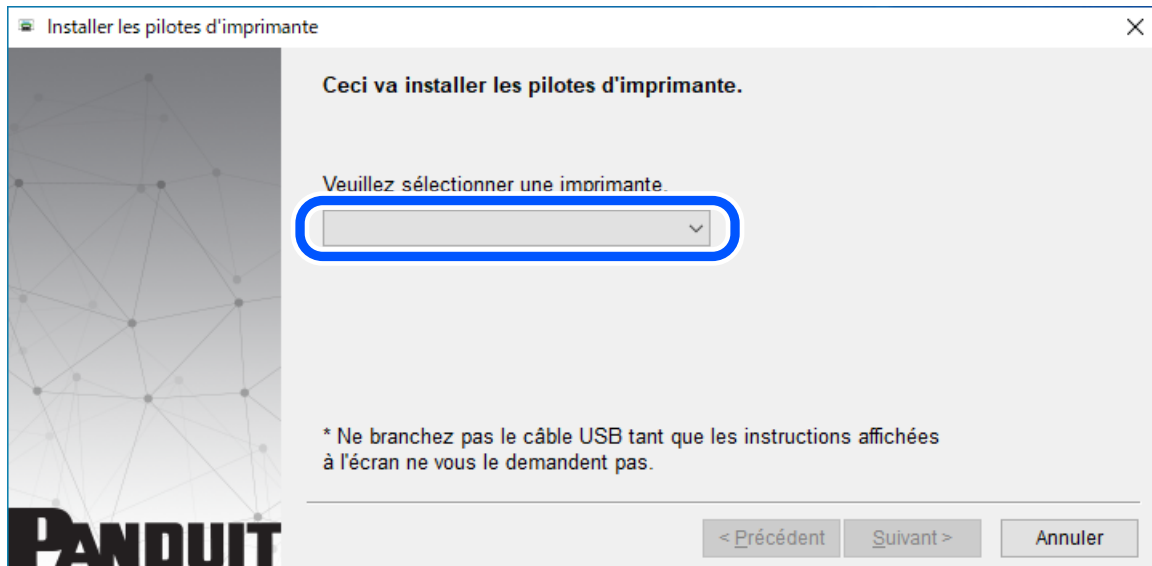 Installer les pilotes d'imprimante
Ceci va installer les pilotes d'imprimante.
Veuillez sélectionner une imprimante.
* Ne branchez pas le câble USB tant que les instructions affichées
à l'écran ne vous le demandent pas.
PANDUIT
< Précédent Suivant > Annuler